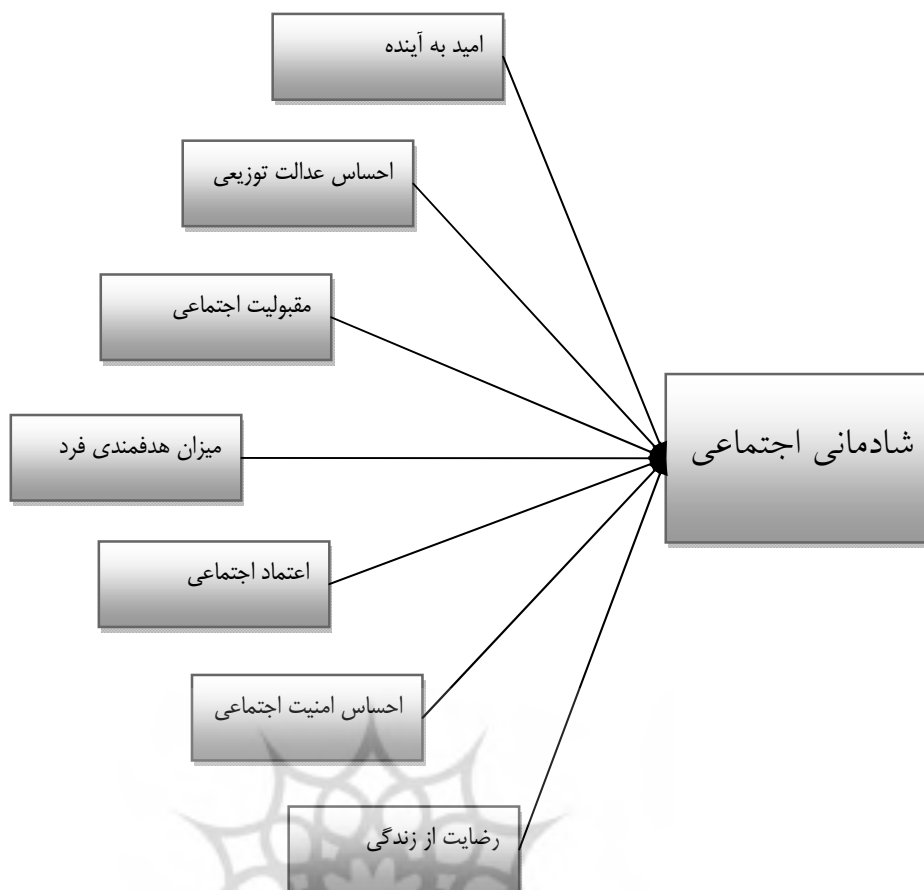 امید به آینده
احساس عدالت توزیعی
مقبولیت اجتماعی
میزان هدفمندی فرد
شادمانی اجتماعی
اعتماد اجتماعی
احساس امنیت اجتماعی
رضایت از زندگی